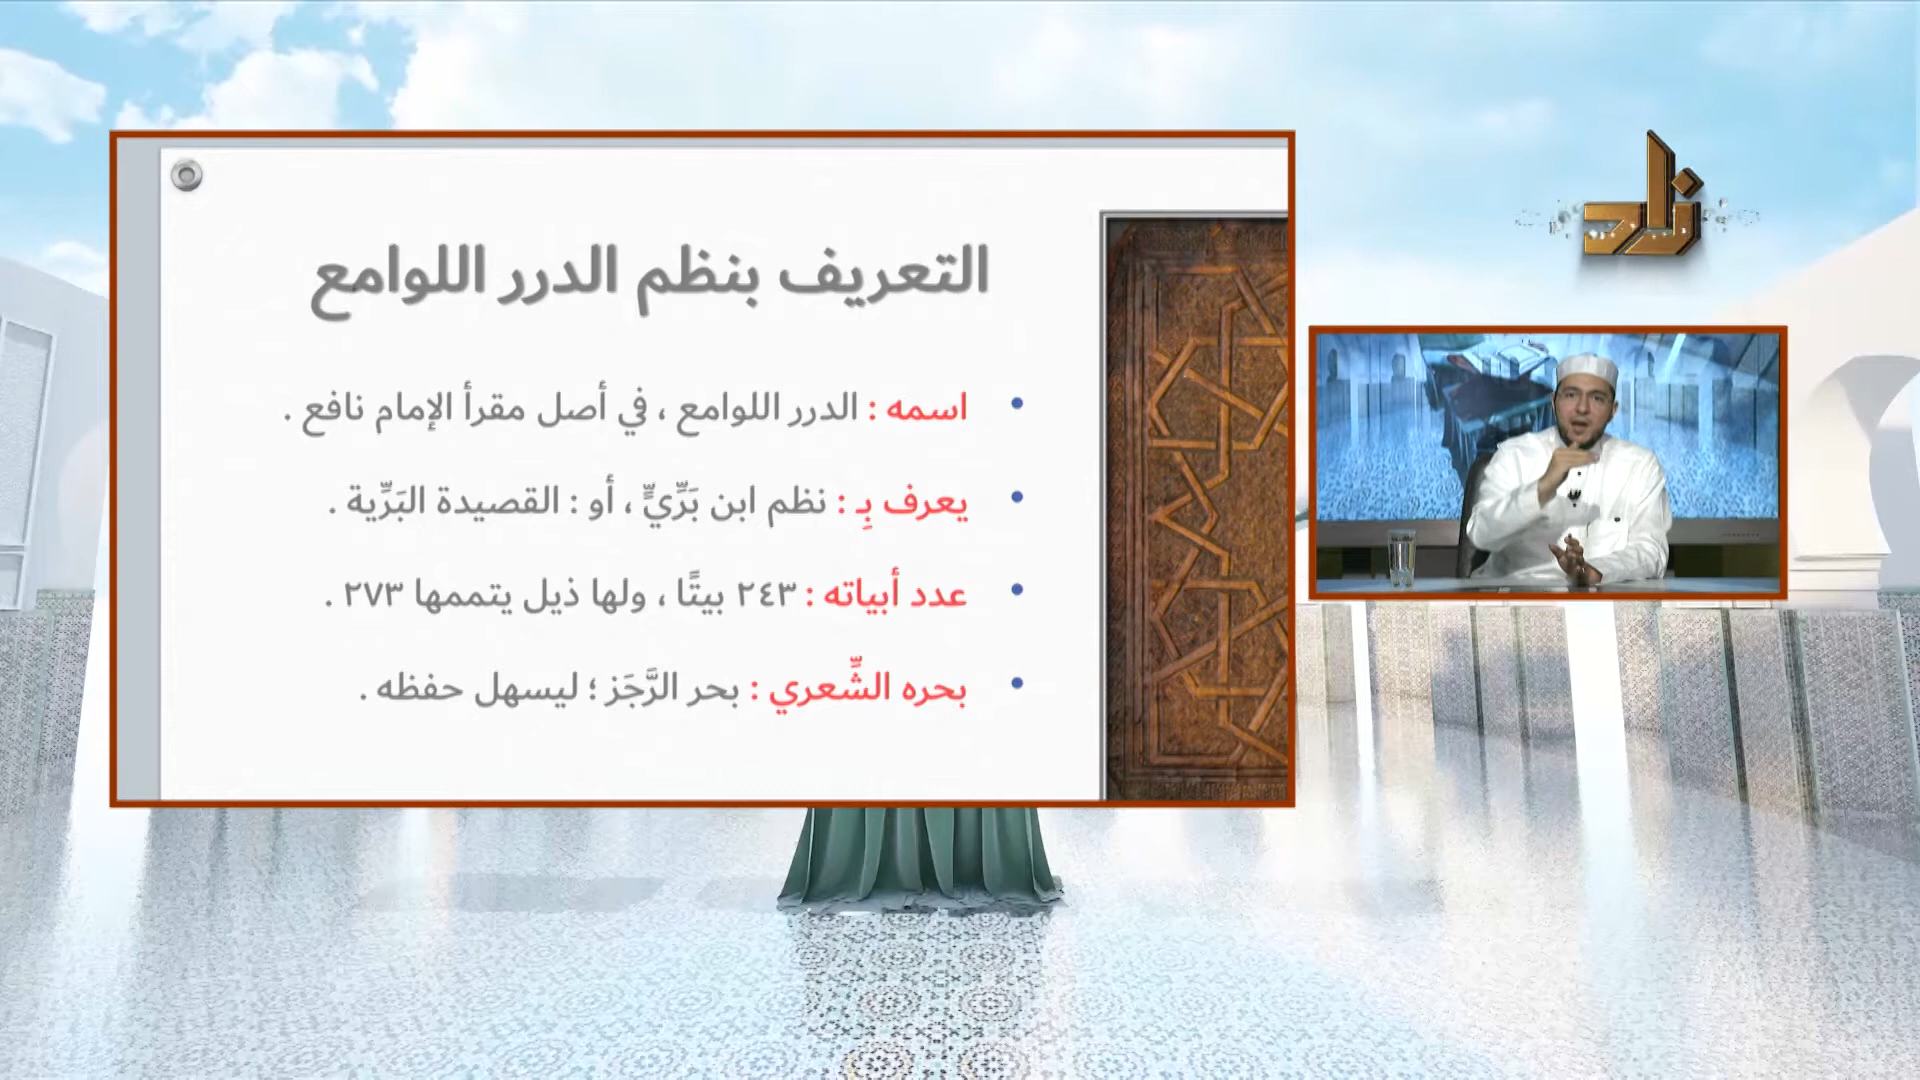 زاد
التعريف بنظم الدرر اللوامع
• اسمه : الدرر اللوامع ، في أصل مقرأ الإمام نافع .
• يعرف بِـ : نظم ابن بَرِّيٍّ ، أو : القصيدة البَرِّية .
• عدد أبياته : ٢٤٣ بيتًا ، ولها ذيل يتممها ٢٧٣ .
• بحره الشِّعري : بحر الرَّجَز ؛ ليسهل حفظه .